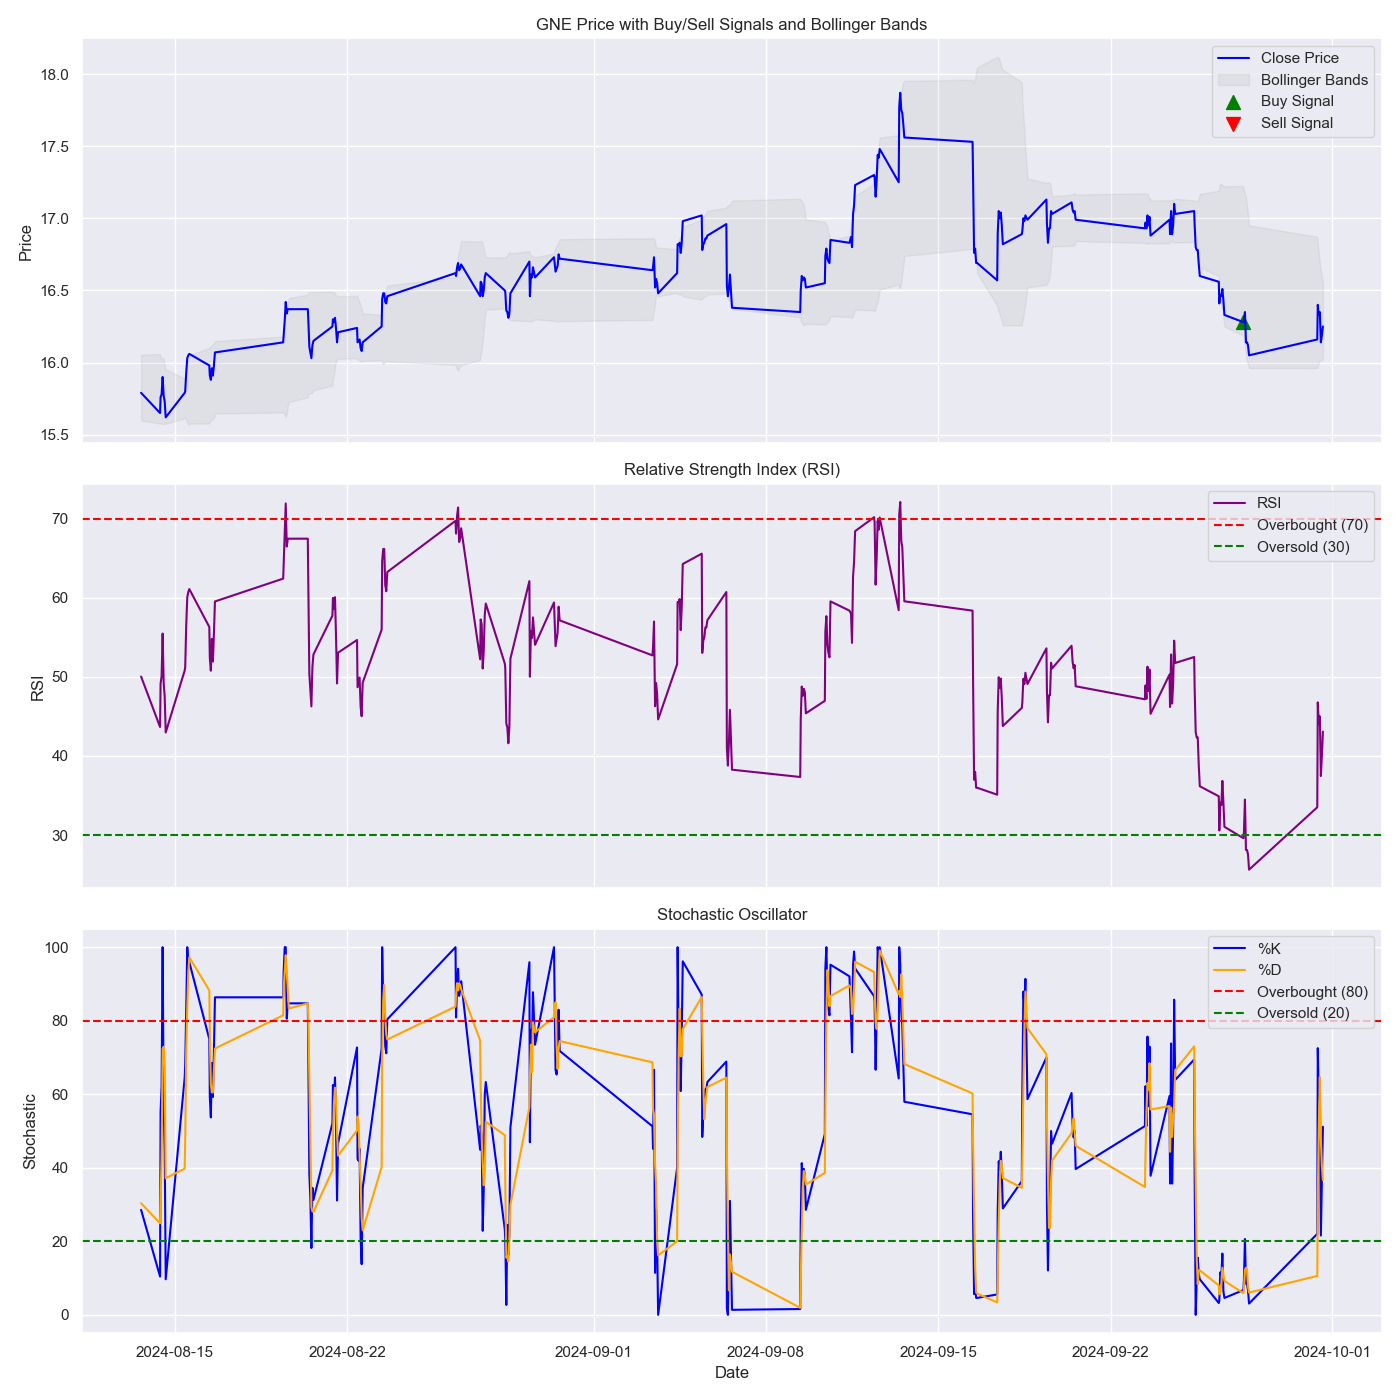 GNE Price with Buy/Sell Signals and Bollinger Bands
Price
18.0
17.5
17.0
16.5
16.0
15.5
Close Price
Bollinger Bands
Buy Signal
Sell Signal
Relative Strength Index (RSI)
RSI
70
60
50
40
30
RSI
Overbought (70)
Oversold (30)
Stochastic Oscillator
Stochastic
100
80
60
40
20
0
%K
%D
Overbought (80)
Oversold (20)
2024-08-15 2024-08-22 2024-09-01 2024-09-08 2024-09-15 2024-09-22 2024-10-01
Date